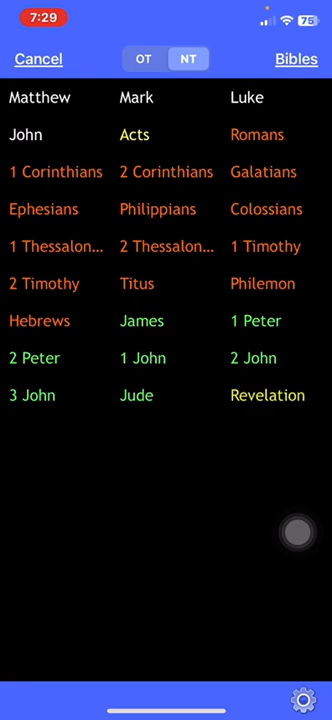 7:29
75
Cancel OT NT Bibles
Matthew Mark Luke
John Acts Romans
1 Corinthians 2 Corinthians Galatians
Ephesians Philippians Colossians
1 Thessalon... 2 Thessalon... 1 Timothy
2 Timothy Titus Philemon
Hebrews James 1 Peter
2 Peter 1 John 2 John
3 John Jude Revelation